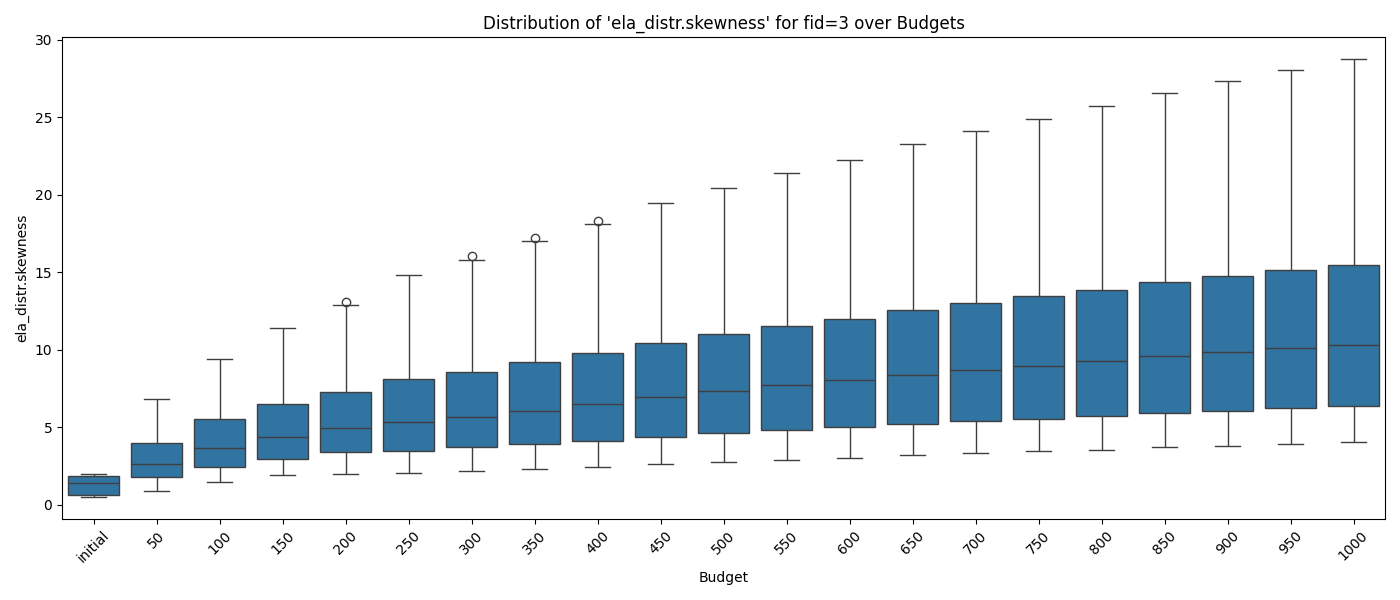 Distribution of 'ela_distr.skewness' for fid=3 over Budgets
ela_distr.skewness
30
25
20
15
10
5
0
initial 50 100 150 200 250 300 350 400 450 500 550 600 650 700 750 800 850 900 950 1000
Budget